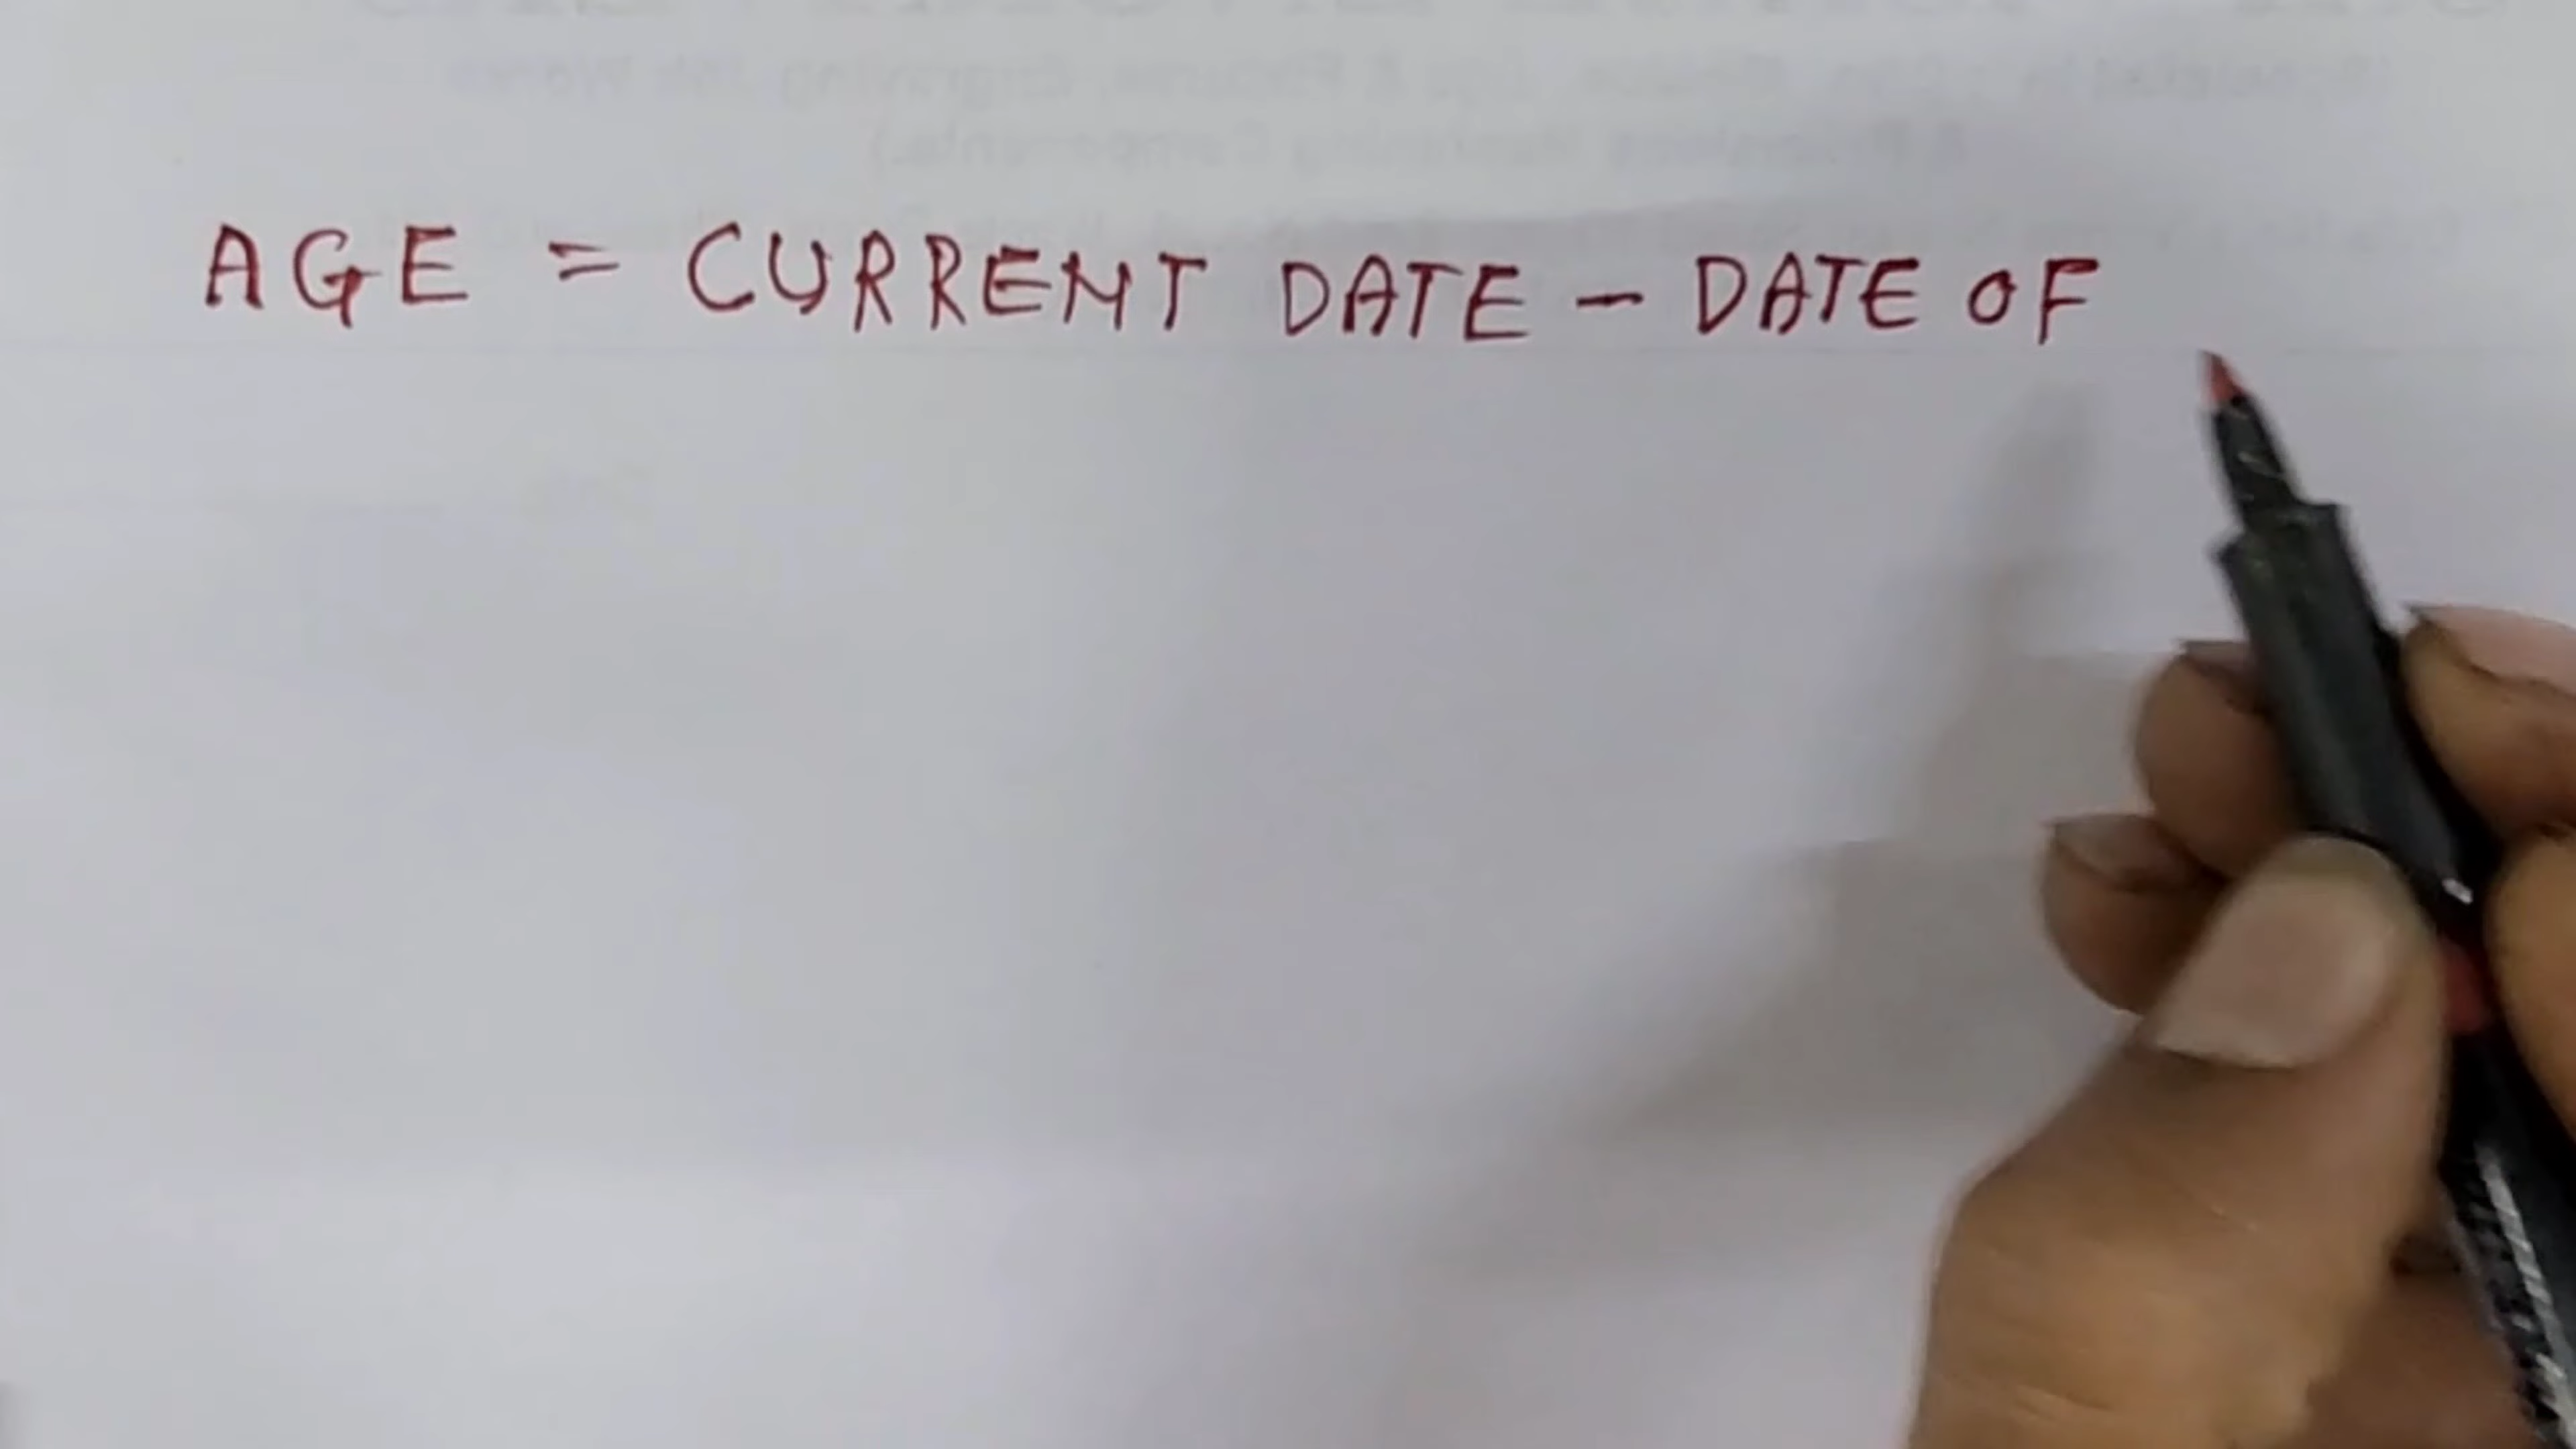 AGE = CURRENT DATE - DATE OF